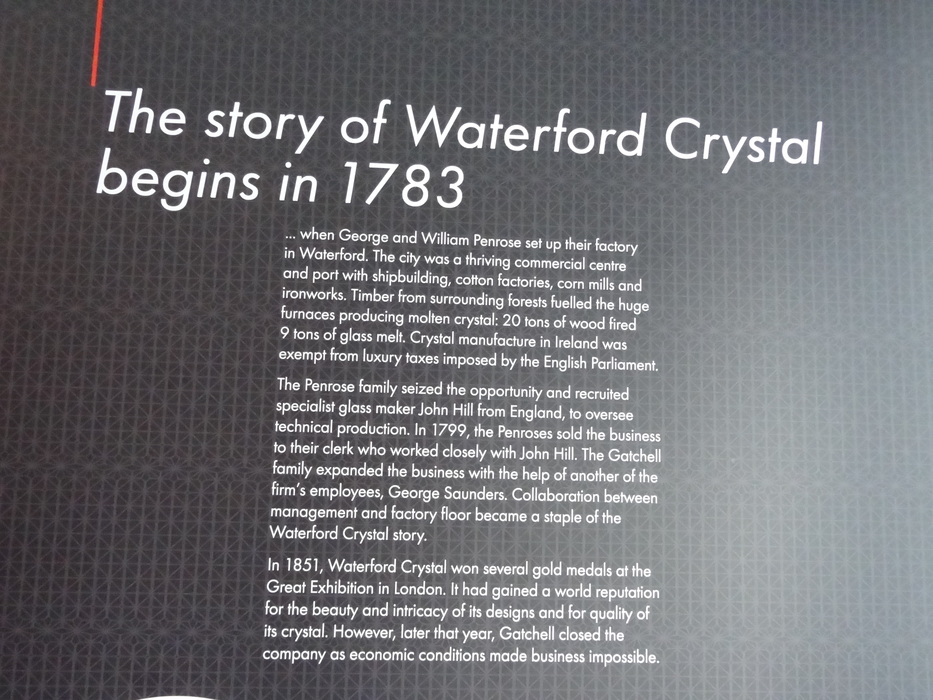 The story of Waterford Crystal
begins in 1783
... when George and William Penrose set up their factory
in Waterford. The city was a thriving commercial centre
and port with shipbuilding, cotton factories, corn mills and
ironworks. Timber from surrounding forests fuelled the huge
furnaces producing molten crystal: 20 tons of wood fired
9 tons of glass melt. Crystal manufacture in Ireland was
exempt from luxury taxes imposed by the English Parliament.
The Penrose family seized the opportunity and recruited
specialist glass maker John Hill from England, to oversee
technical production. In 1799, the Penroses sold the business
to their clerk who worked closely with John Hill. The Gatchell
family expanded the business with the help of another of the
firm's employees, George Saunders. Collaboration between
management and factory floor became a staple of the
Waterford Crystal story.
In 1851, Waterford Crystal won several gold medals at the
Great Exhibition in London. It had gained a world reputation
for the beauty and intricacy of its designs and for quality of
its crystal. However, later that year, Gatchell closed the
company as economic conditions made business impossible.